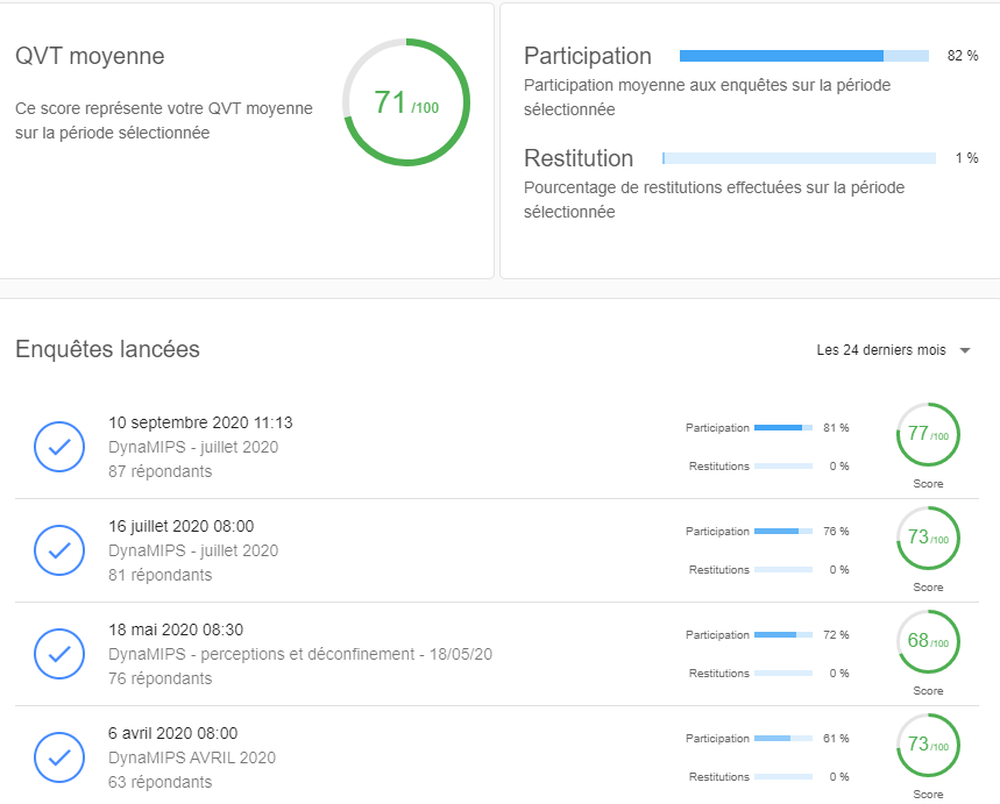 QVT moyenne
71 /100
Ce score représente votre QVT moyenne
sur la période sélectionnée
Participation 82 %
Participation moyenne aux enquêtes sur la période
sélectionnée
Restitution 1 %
Pourcentage de restitutions effectuées sur la période
sélectionnée
Enquêtes lancées
Les 24 derniers mois
10 septembre 2020 11:13
DynaMIPS - juillet 2020
87 répondants
Participation 81 %
Restitutions 0 %
77/100
Score
16 juillet 2020 08:00
DynaMIPS - juillet 2020
81 répondants
Participation 76 %
Restitutions 0 %
73/100
Score
18 mai 2020 08:30
DynaMIPS - perceptions et déconfinement - 18/05/20
76 répondants
Participation 72 %
Restitutions 0 %
68/100
Score
6 avril 2020 08:00
DynaMIPS AVRIL 2020
63 répondants
Participation 61 %
Restitutions 0 %
73/100
Score